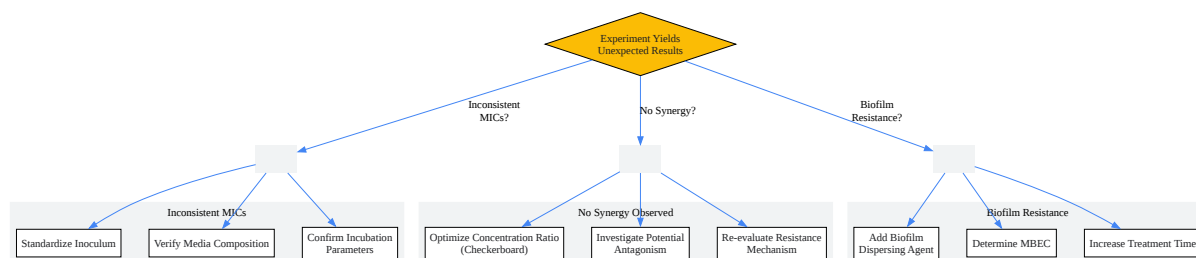 Experiment Yields
Unexpected Results
Inconsistent
MICs?
No Synergy?
Biofilm
Resistance?
Inconsistent MICs
No Synergy Observed
Biofilm Resistance
Standardize Inoculum
Verify Media Composition
Confirm Incubation
Parameters
Optimize Concentration Ratio
(Checkerboard)
Investigate Potential
Antagonism
Re-evaluate Resistance
Mechanism
Add Biofilm
Dispersing Agent
Determine MBEC
Increase Treatment Time